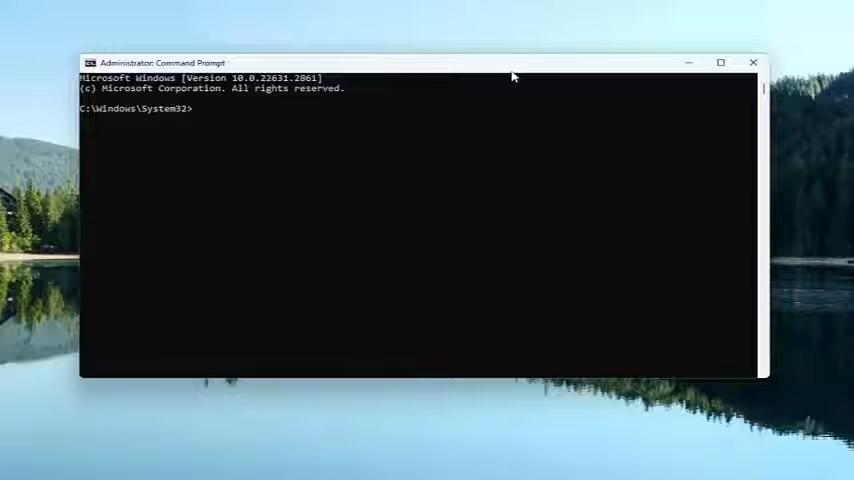 Administrator: Command Prompt
Microsoft Windows [Version 10.0.22631.2861]
(c) Microsoft Corporation. All rights reserved.
C:\Windows\System32>